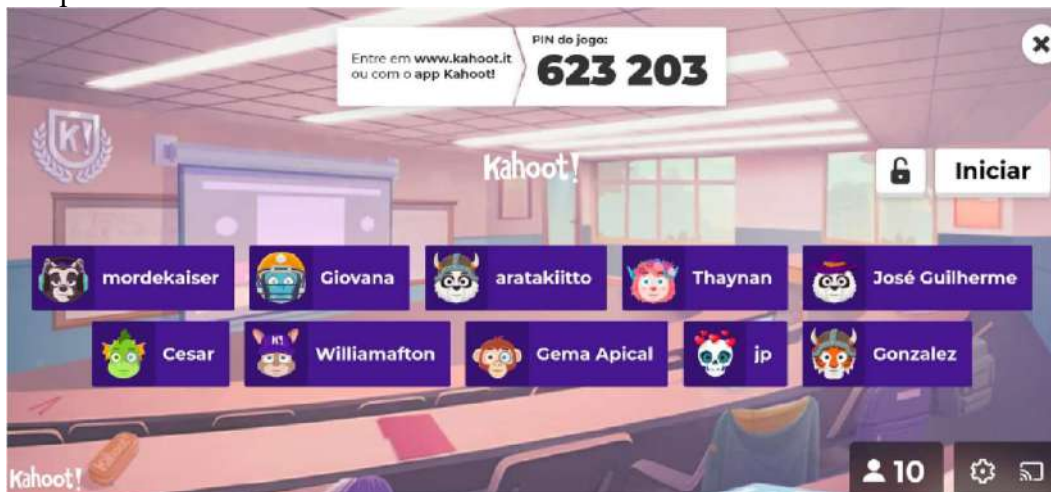 PIN do jogo:
Entre em www.kahoot.it
ou com o app Kahoot!
623 203
K!
Kahoot!
Iniciar
mordekaiser
Giovana
aratakiitto
Thaynan
José Guilherme
Cesar
K!
Williamafton
Gema Apical
jp
Gonzalez
Kahoot!
10